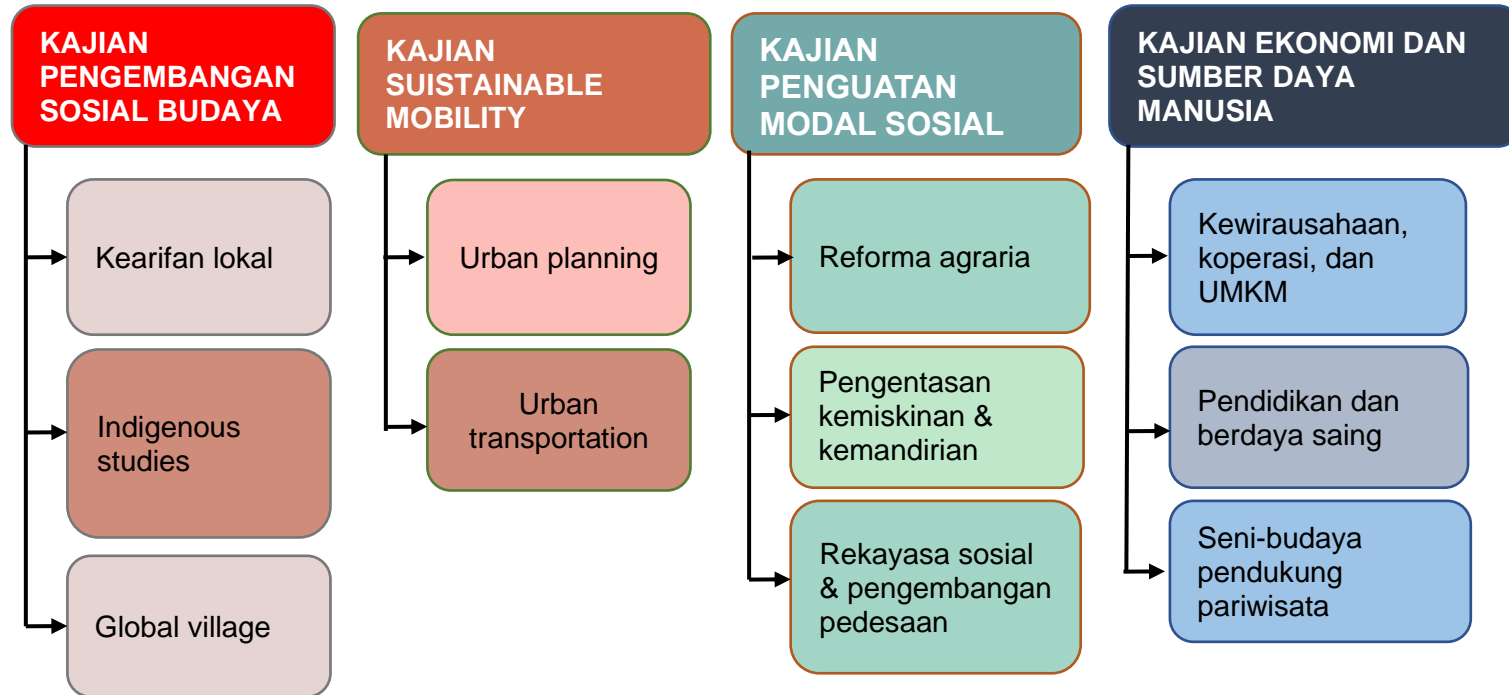 KAJIAN
PENGEMBANGAN
SOSIAL BUDAYA
Kearifan lokal
Indigenous
studies
Global village
KAJIAN
SUISTAINABLE
MOBILITY
Urban planning
Urban
transportation
KAJIAN
PENGUATAN
MODAL SOSIAL
Reforma agraria
Pengentasan
kemiskinan &
kemandirian
Rekayasa sosial
& pengembangan
pedesaan
KAJIAN EKONOMI DAN
SUMBER DAYA
MANUSIA
Kewirausahaan,
koperasi, dan
UMKM
Pendidikan dan
berdaya saing
Seni-budaya
pendukung
pariwisata